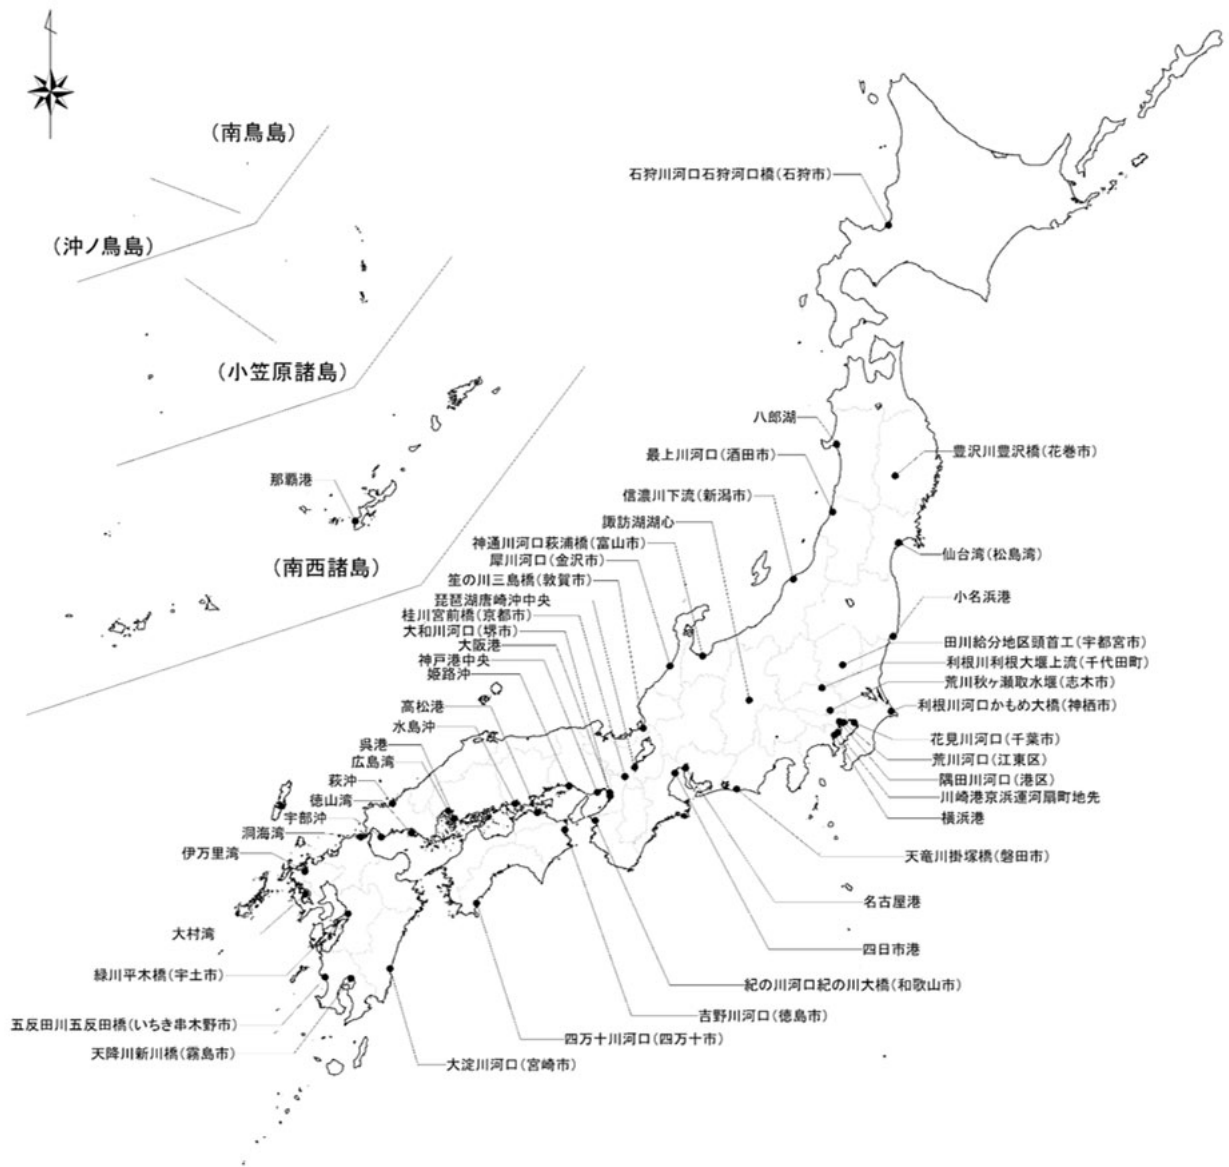 (南鳥島)
石狩川河口石狩河口橋(石狩市)
(沖ノ鳥島)
(小笠原諸島)
八郎湖
豊沢川豊沢橋(花巻市)
最上川河口(酒田市)
那覇港
信濃川下流(新潟市)
諏訪湖湖心
神通川河口萩浦橋(富山市)
仙台湾(松島湾)
犀川河口(金沢市)
(南西諸島)
笙の川三島橋(敦賀市)
琵琶湖唐崎沖中央
小名浜港
桂川宮前橋(京都市)
大和川河口(堺市)
田川給分地区頭首工(宇都宮市)
大阪港
神戸港中央
利根川利根大堰上流(千代田町)
姫路沖
荒川秋ヶ瀬取水堰(志木市)
高松港
利根川河口かもめ大橋(神栖市)
水島沖
花見川河口(千葉市)
呉港
広島湾
荒川河口(江東区)
萩沖
隅田川河口(港区)
徳山湾
川崎港京浜運河扇町地先
宇部沖
横浜港
洞海湾
伊万里湾
天竜川掛塚橋(磐田市)
名古屋港
大村湾
四日市港
緑川平木橋(宇土市)
紀の川河口紀の川大橋(和歌山市)
吉野川河口(徳島市)
五反田川五反田橋(いちき串木野市)
四万十川河口(四万十市)
天降川新川橋(霧島市)
大淀川河口(宮崎市)